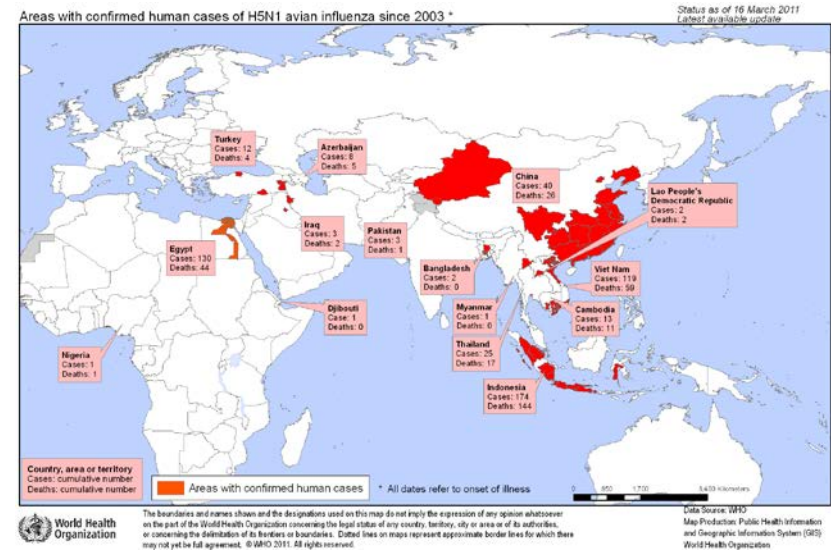 Areas with confirmed human cases of H5N1 avian influenza since 2003 *
Status as of 16 March 2011
Latest available update
Turkey
Cases: 12
Deaths: 4
Azerbaijan
Cases: 8
Deaths: 5
China
Cases: 40
Deaths: 26
Lao People's
Democratic Republic
Cases: 2
Deaths: 2
Iraq
Cases: 3
Deaths: 2
Pakistan
Cases: 3
Deaths: 1
Egypt
Cases: 130
Deaths: 44
Bangladesh
Cases: 2
Deaths: 0
Viet Nam
Cases: 119
Deaths: 59
Djibouti
Case: 1
Deaths: 0
Myanmar
Cases: 1
Deaths: 0
Cambodia
Cases: 13
Deaths: 11
Nigeria
Cases: 1
Deaths: 1
Thailand
Cases: 25
Deaths: 17
Indonesia
Cases: 174
Deaths: 144
Country, area or territory
Cases: cumulative number
Deaths: cumulative number
Areas with confirmed human cases
* All dates refer to onset of illness
0 850 1,700 3,400 Kilometers
World Health
Organization
The boundaries and names shown and the designations used on this map do not imply the expression of any opinion whatsoever
on the part of the World Health Organization concerning the legal status of any country, territory, city or area or of its authorities,
or concerning the delimitation of its frontiers or boundaries. Dotted lines on maps represent approximate border lines for which there
may not yet be full agreement. © WHO 2011. All rights reserved.
Data Source: WHO
Map Production: Public Health Information
and Geographic Information System (GIS)
World Health Organization